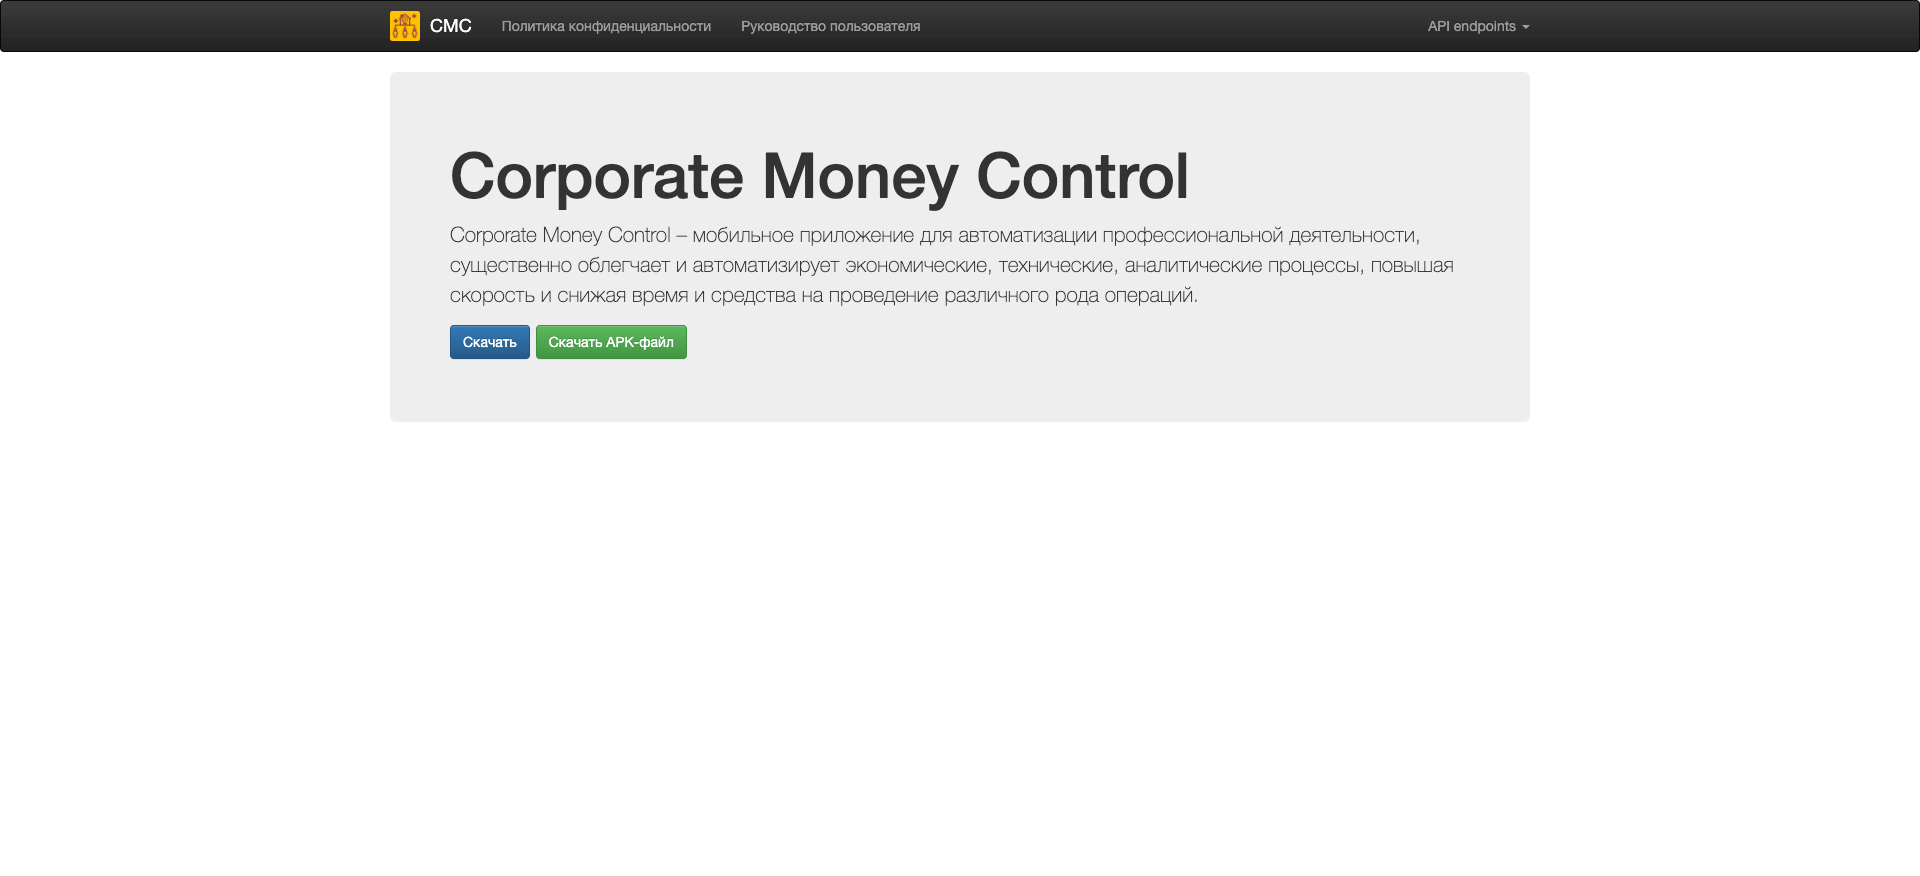 CMC
Политика конфиденциальности
Руководство пользователя
API endpoints
Corporate Money Control
Corporate Money Control – мобильное приложение для автоматизации профессиональной деятельности,
существенно облегчает и автоматизирует экономические, технические, аналитические процессы, повышая
скорость и снижая время и средства на проведение различного рода операций.
Скачать
Скачать APK-файл